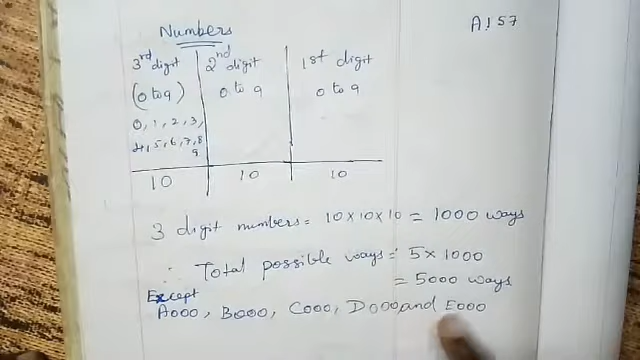 Numbers
A157
3rd digit 2nd digit 1st digit
(0 to 9) 0 to 9 0 to 9
0, 1, 2, 3,
4, 5, 6, 7, 8
9
10 10 10
3 digit numbers = 10 x 10 x 10 = 1000 ways
∴ Total possible ways = 5 x 1000
= 5000 ways
Except
A000, B000, C000, D000, and E000